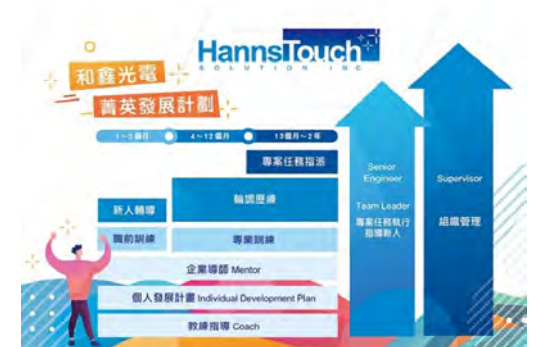 HannsTouch
SOLUTION INC
和鑫光電
菁英發展計劃
1~3個月
4~12個月
13個月~2年
專案任務指派
新人輔導
輪調歷練
職前訓練
專業訓練
企業導師 Mentor
個人發展計畫 Individual Development Plan
教練指導 Coach
Senior
Engineer
Team Leader
專案任務執行
指導新人
Supervisor
組織管理